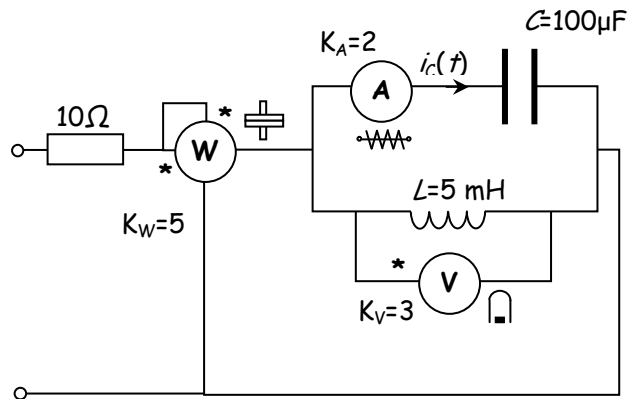 C=100µF
K_A=2
i_C(t)
A
10Ω
*
W
*
L=5 mH
K_W=5
*
V
K_V=3